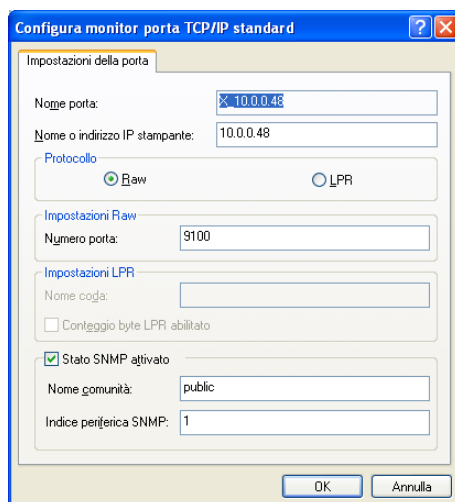 Configura monitor porta TCP/IP standard
Impostazioni della porta
Nome porta: X_10.0.0.48
Nome o indirizzo IP stampante: 10.0.0.48
Protocollo
Raw LPR
Impostazioni Raw
Numero porta: 9100
Impostazioni LPR
Nome coda:
Conteggio byte LPR abilitato
Stato SNMP attivato
Nome comunità: public
Indice periferica SNMP: 1
OK Annulla